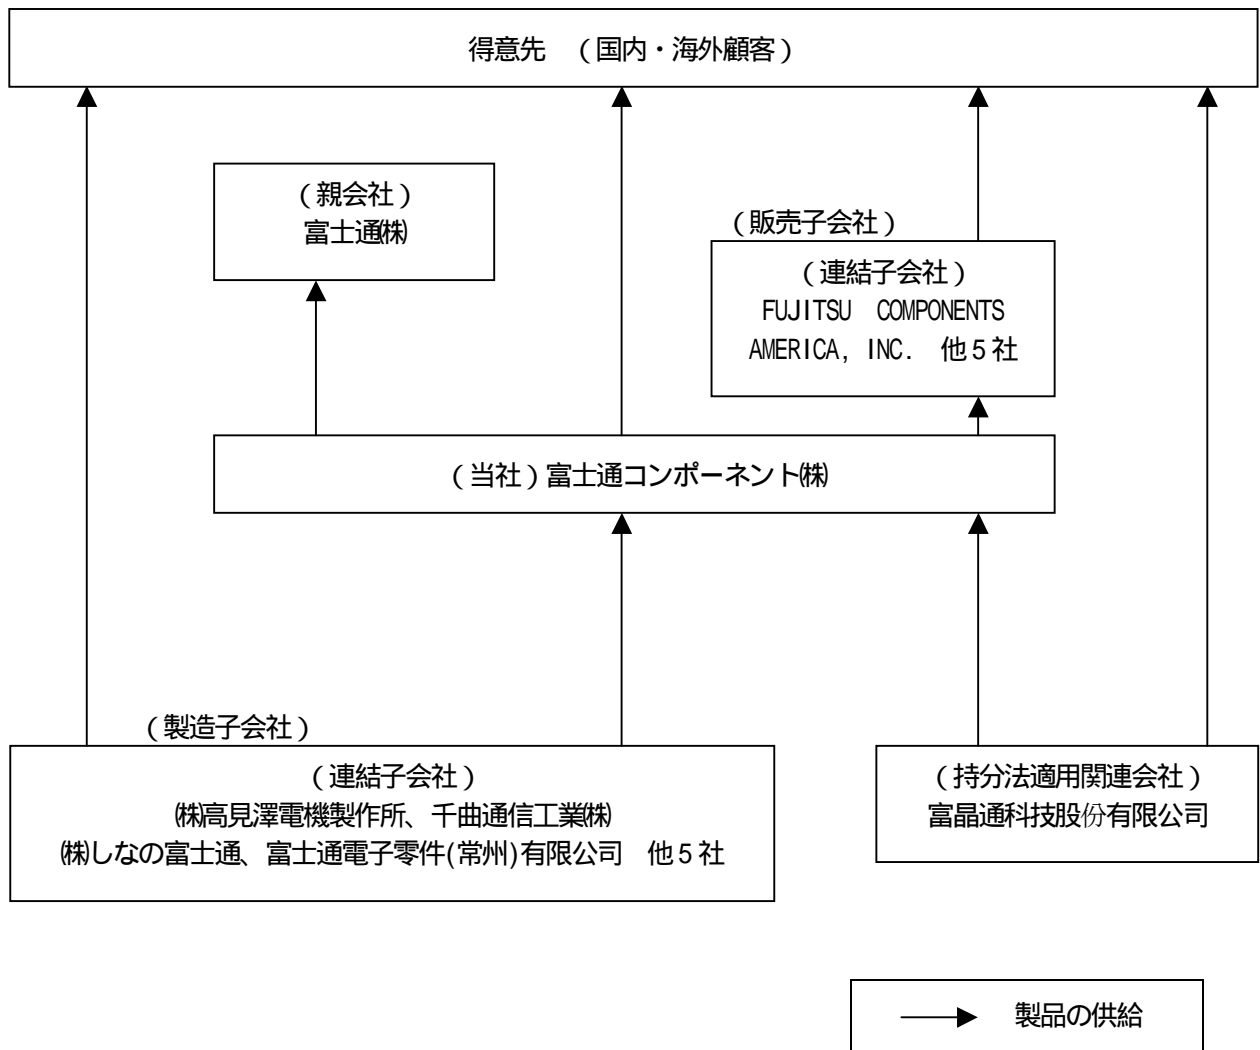 得意先　（国内・海外顧客）
（親会社）
富士通㈱
（販売子会社）
（連結子会社）
FUJITSU　COMPONENTS
AMERICA, INC.　他５社
（当社）富士通コンポーネント㈱
（製造子会社）
（連結子会社）
㈱高見澤電機製作所、千曲通信工業㈱
㈱しなの富士通、富士通電子零件(常州)有限公司　他５社
（持分法適用関連会社）
富晶通科技股份有限公司
製品の供給